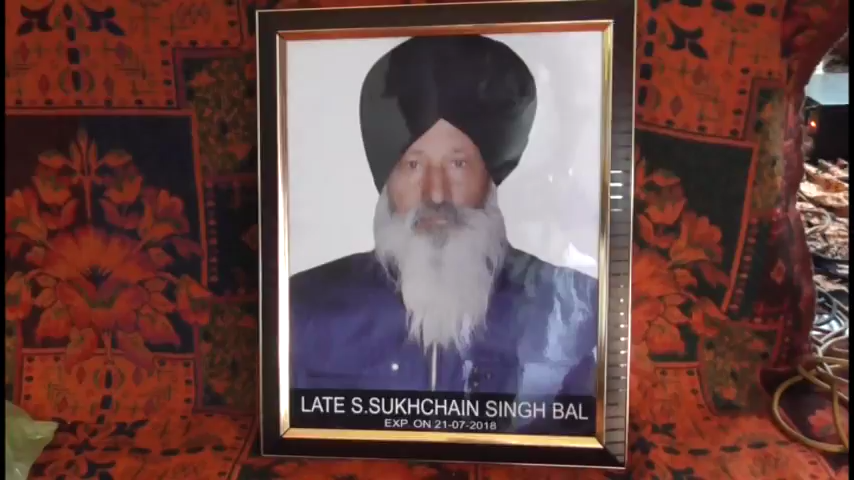 LATE S.SUKHCHAIN SINGH BAL
EXP. ON 21-07-2018